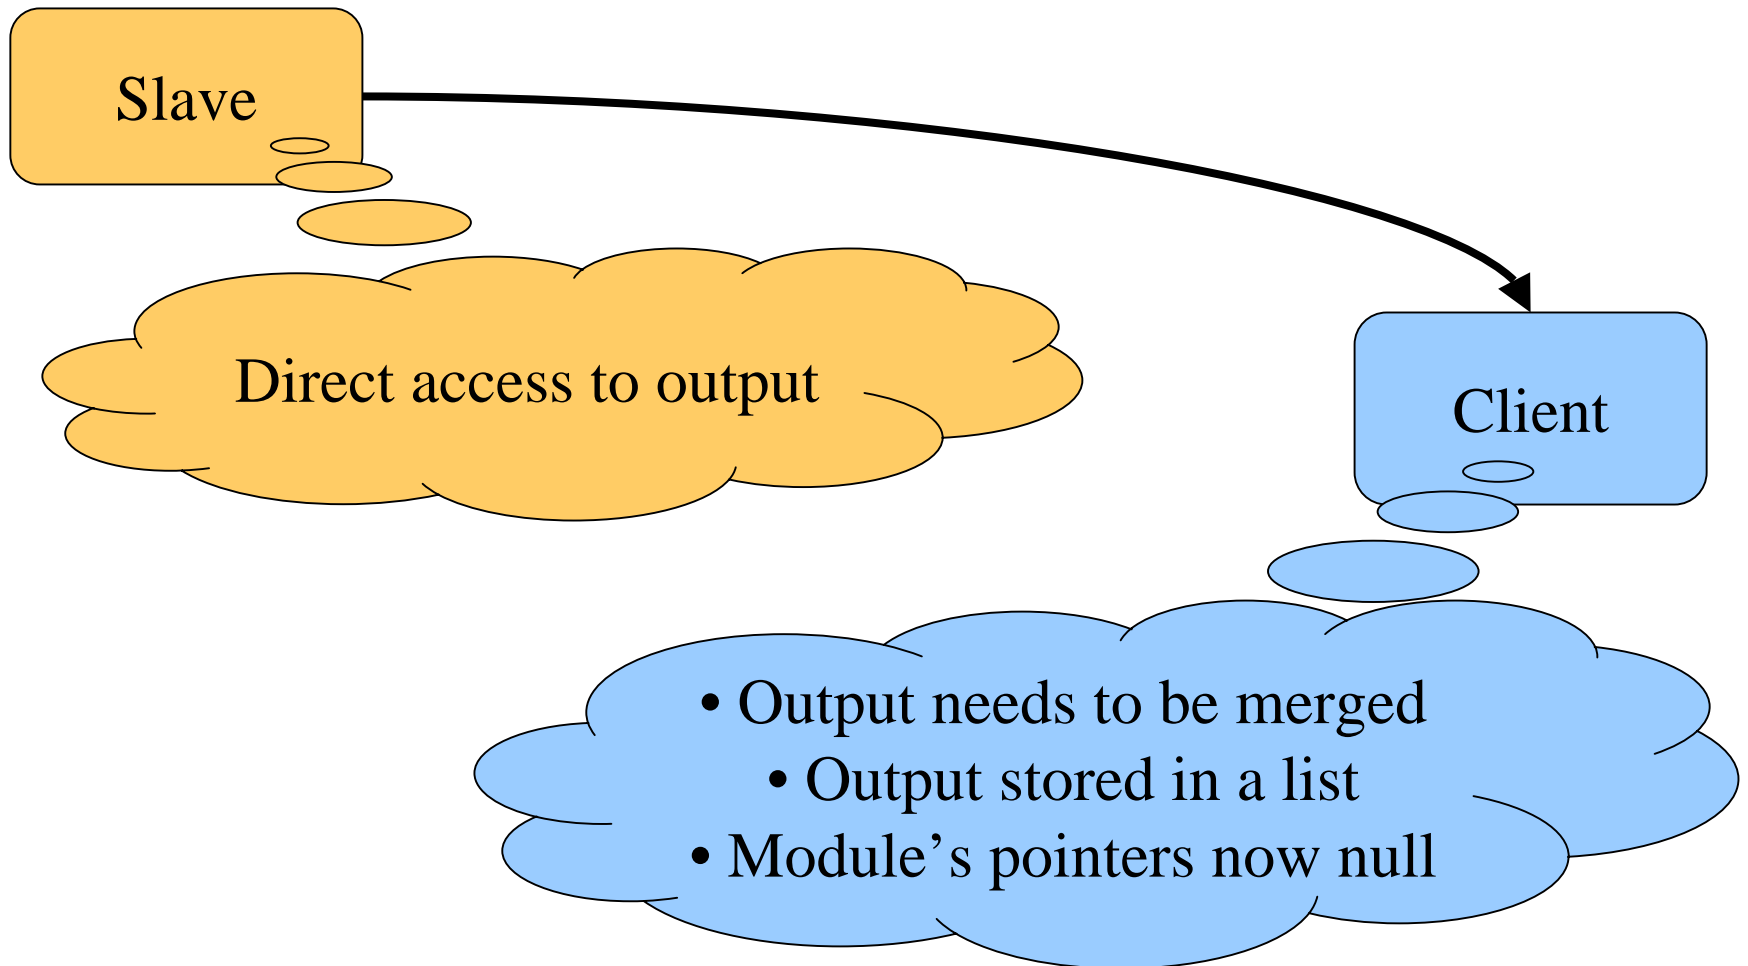 Slave
Direct access to output
Client
• Output needs to be merged
• Output stored in a list
• Module’s pointers now null